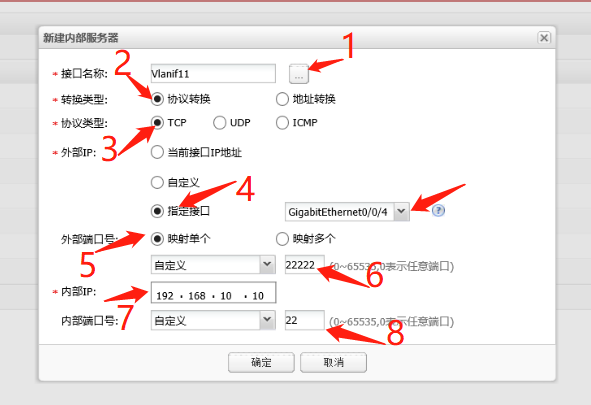 新建内部服务器
1
2
* 接口名称: Vlanif11 ...
* 转换类型: 协议转换 地址转换
* 协议类型: TCP UDP ICMP
3
* 外部IP: 当前接口IP地址
自定义
4
指定接口 GigabitEthernet0/0/4 ?
外部端口号: 映射单个 映射多个
5
自定义 22222 (0~65535,0表示任意端口)
6
* 内部IP: 192 . 168 . 10 . 10
7
内部端口号: 自定义 22 (0~65535,0表示任意端口)
8
确定 取消